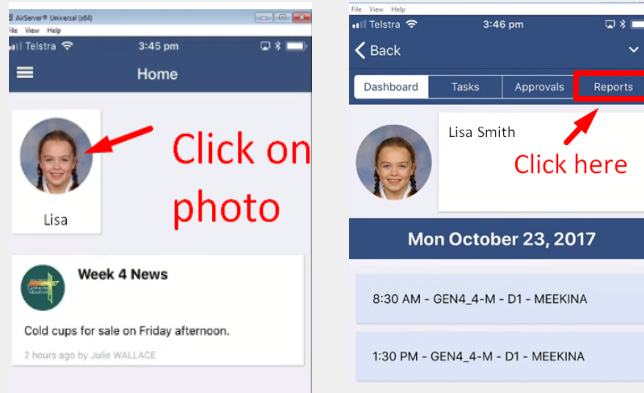 AirServer® Universal (x64)
File View Help
Telstra 3:45 pm
Home
Lisa
Click on
photo
Week 4 News
Cold cups for sale on Friday afternoon.
2 hours ago by Julie WALLACE
File View Help
Telstra 3:46 pm
Back
Dashboard Tasks Approvals Reports
Lisa Smith
Click here
Mon October 23, 2017
8:30 AM - GEN4_4-M - D1 - MEEKINA
1:30 PM - GEN4_4-M - D1 - MEEKINA